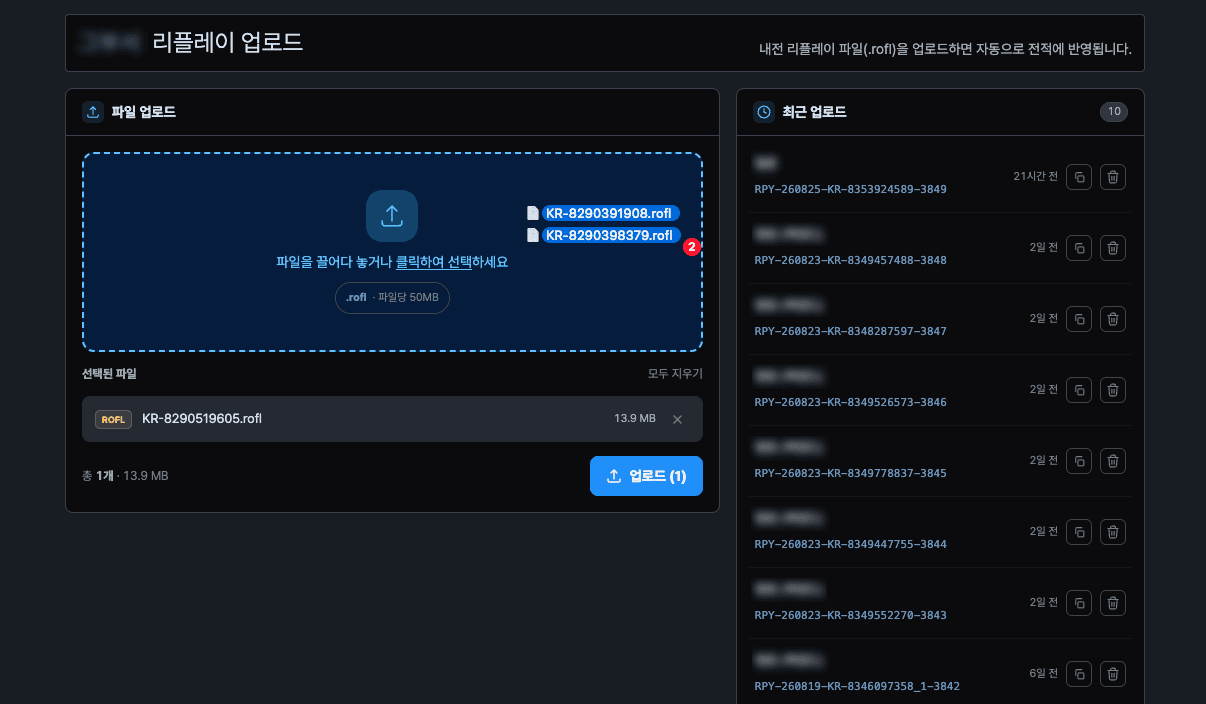 리플레이 업로드
내전 리플레이 파일(.rofl)을 업로드하면 자동으로 전적에 반영됩니다.
파일 업로드
KR-8290391908.rofl
KR-8290398379.rofl
2
파일을 끌어다 놓거나 클릭하여 선택하세요
.rofl · 파일당 50MB
선택된 파일
모두 지우기
ROFL KR-8290519605.rofl 13.9 MB
총 1개 · 13.9 MB
업로드 (1)
최근 업로드
10
21시간 전
RPY-260825-KR-8353924589-3849
2일 전
RPY-260823-KR-8349457488-3848
2일 전
RPY-260823-KR-8348287597-3847
2일 전
RPY-260823-KR-8349526573-3846
2일 전
RPY-260823-KR-8349778837-3845
2일 전
RPY-260823-KR-8349447755-3844
2일 전
RPY-260823-KR-8349552270-3843
6일 전
RPY-260819-KR-8346097358_1-3842